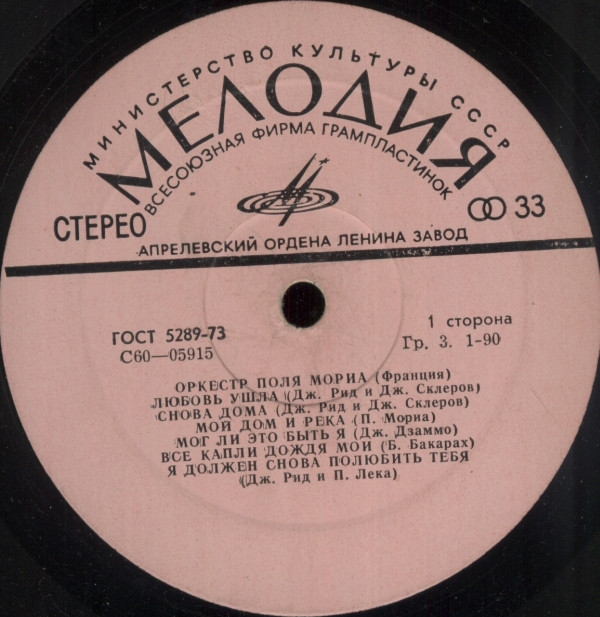 МИНИСТЕРСТВО КУЛЬТУРЫ СССР
МЕЛОДИЯ
ВСЕСОЮЗНАЯ ФИРМА ГРАМПЛАСТИНОК
СТЕРЕО
33
АПРЕЛЕВСКИЙ ОРДЕНА ЛЕНИНА ЗАВОД
ГОСТ 5289-73
1 сторона
С60—05915
Гр. 3. 1-90
ОРКЕСТР ПОЛЯ МОРИА (Франция)
ЛЮБОВЬ УШЛА (Дж. Рид и Дж. Склеров)
СНОВА ДОМА (Дж. Рид и Дж. Склеров)
МОЙ ДОМ И РЕКА (П. Мориа)
МОГ ЛИ ЭТО БЫТЬ Я (Дж. Дзаммо)
ВСЕ КАПЛИ ДОЖДЯ МОИ (Б. Бакарах)
Я ДОЛЖЕН СНОВА ПОЛЮБИТЬ ТЕБЯ
(Дж. Рид и П. Лека)